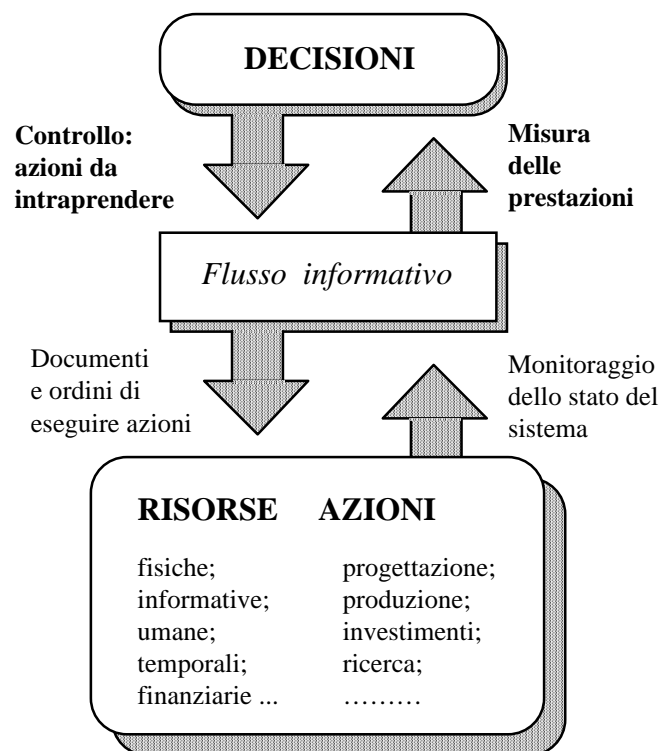 DECISIONI
Controllo:
azioni da
intraprendere
Misura
delle
prestazioni
Flusso informativo
Documenti
e ordini di
eseguire azioni
Monitoraggio
dello stato del
sistema
RISORSE AZIONI
fisiche; progettazione;
informative; produzione;
umane; investimenti;
temporali; ricerca;
finanziarie ... ………